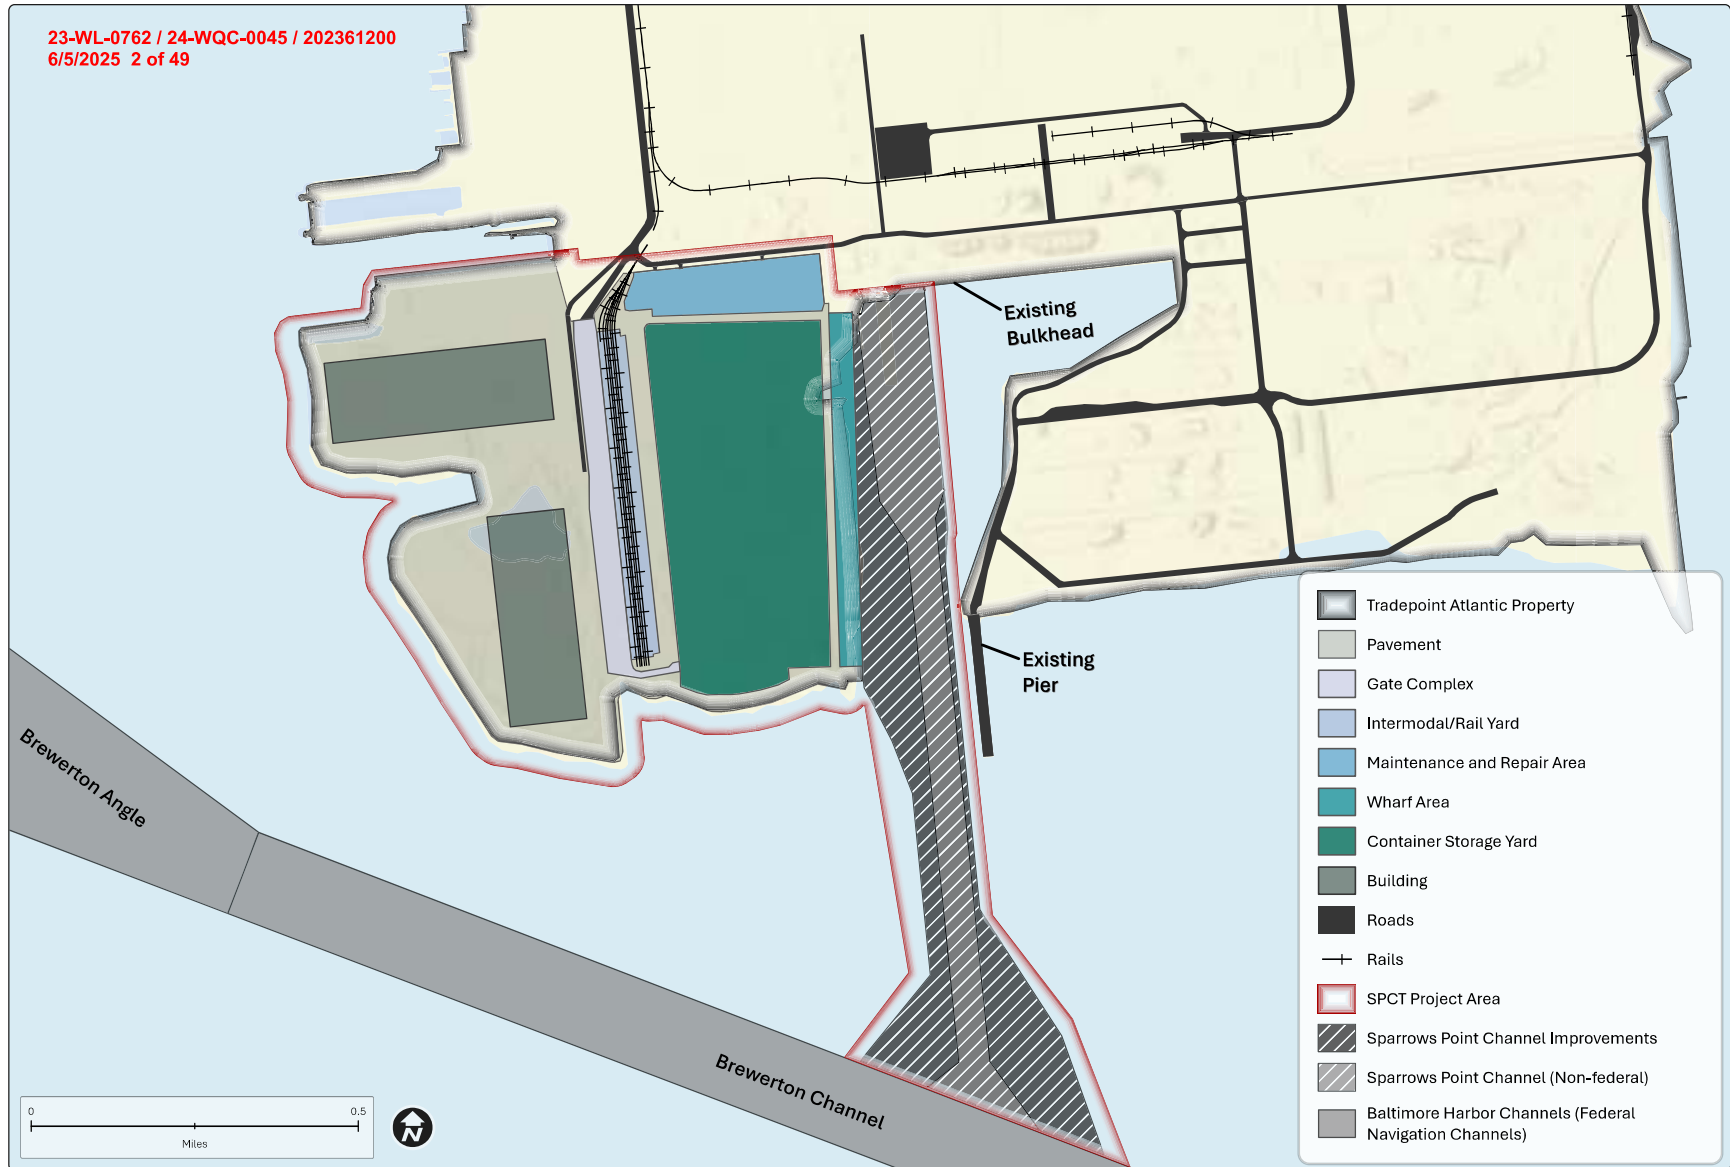 23-WL-0762 / 24-WQC-0045 / 202361200
6/5/2025 2 of 49
Existing
Bulkhead
Existing
Pier
Brewerton Angle
Brewerton Channel
0
0.5
Miles
N
Tradepoint Atlantic Property
Pavement
Gate Complex
Intermodal/Rail Yard
Maintenance and Repair Area
Wharf Area
Container Storage Yard
Building
Roads
Rails
SPCT Project Area
Sparrows Point Channel Improvements
Sparrows Point Channel (Non-federal)
Baltimore Harbor Channels (Federal
Navigation Channels)